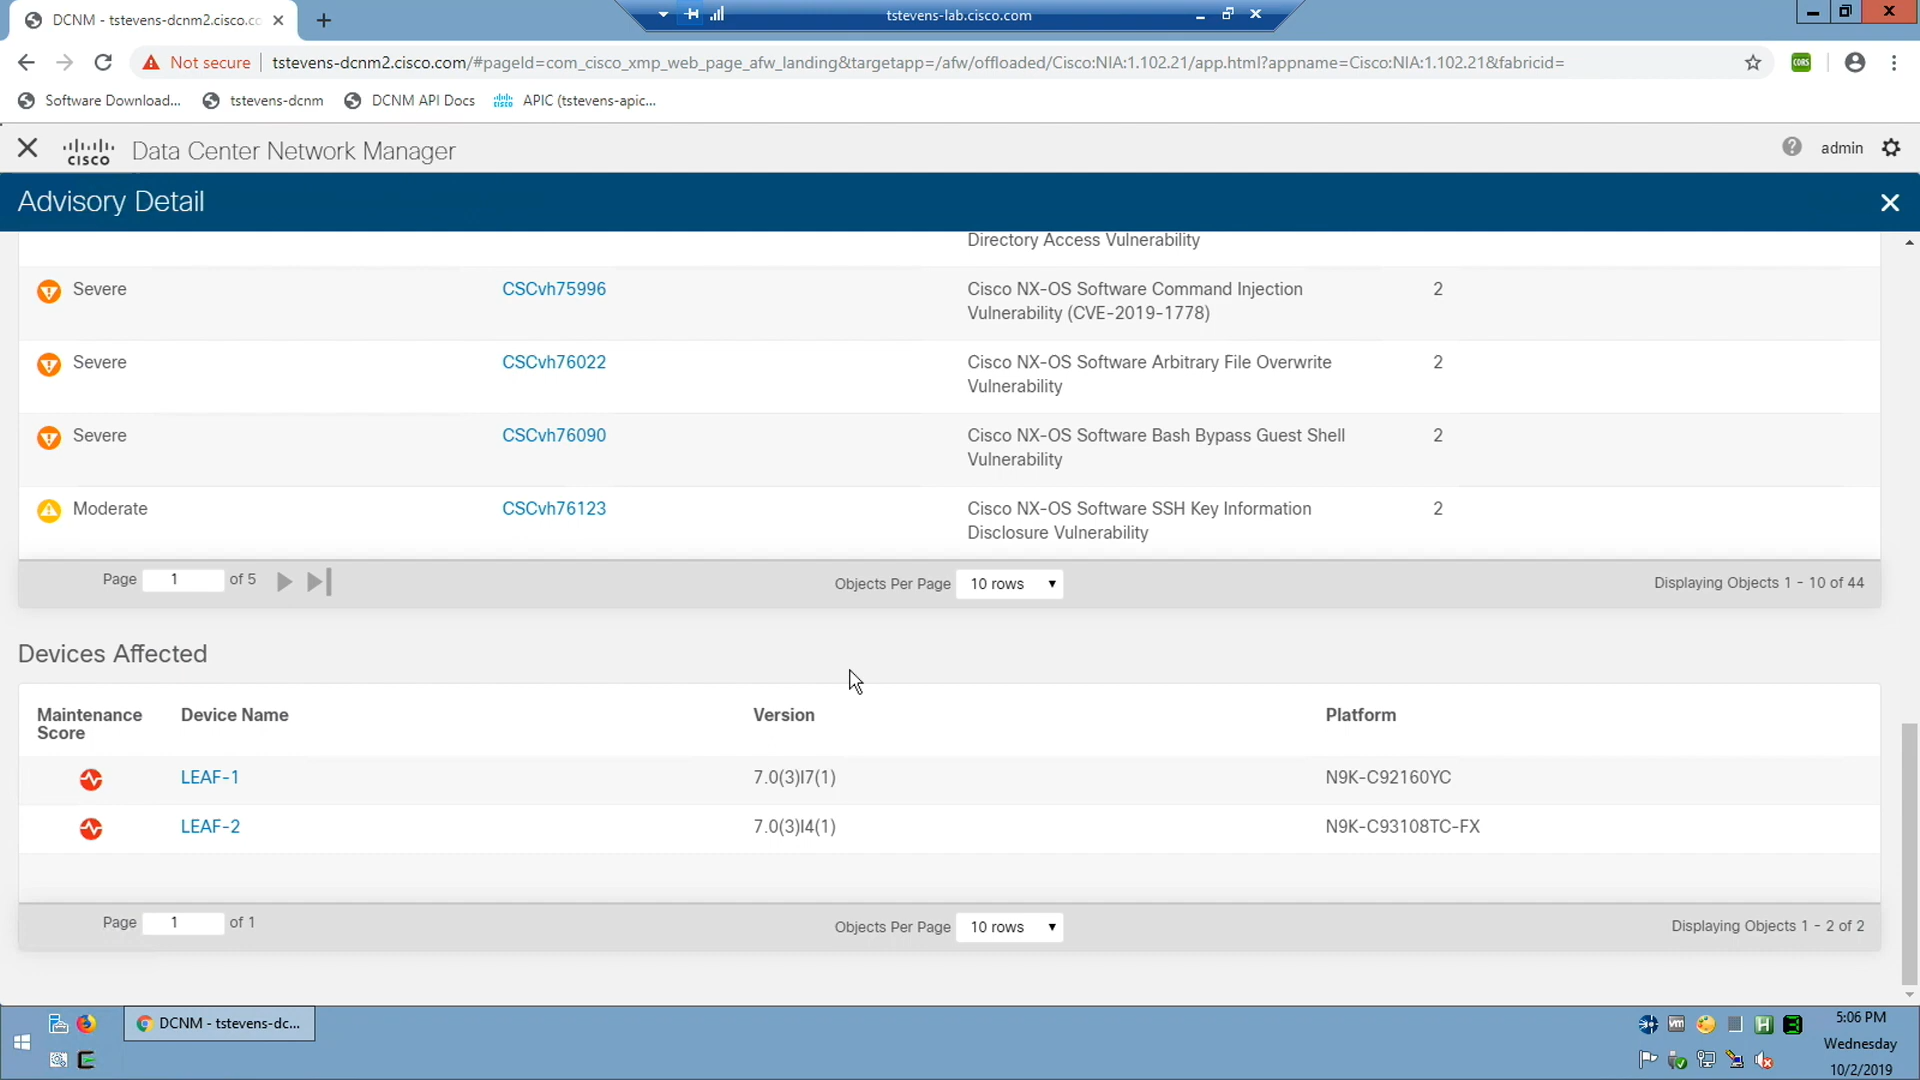 DCNM - tstevens-dcnm2.cisco.co
tstevens-lab.cisco.com
Not secure
tstevens-dcnm2.cisco.com/#pageId=com_cisco_xmp_web_page_afw_landing&targetapp=/afw/offloaded/Cisco:NIA:1.102.21/app.html?appname=Cisco:NIA:1.102.21&fabricid=
CORS
Software Download...
tstevens-dcnm
DCNM API Docs
APIC (tstevens-apic...
CISCO
Data Center Network Manager
admin
Advisory Detail
Directory Access Vulnerability
Severe
CSCvh75996
Cisco NX-OS Software Command Injection
Vulnerability (CVE-2019-1778)
2
Severe
CSCvh76022
Cisco NX-OS Software Arbitrary File Overwrite
Vulnerability
2
Severe
CSCvh76090
Cisco NX-OS Software Bash Bypass Guest Shell
Vulnerability
2
Moderate
CSCvh76123
Cisco NX-OS Software SSH Key Information
Disclosure Vulnerability
2
Page 1 of 5
Objects Per Page 10 rows
Displaying Objects 1 - 10 of 44
Devices Affected
Maintenance
Score
Device Name
Version
Platform
LEAF-1
7.0(3)I7(1)
N9K-C92160YC
LEAF-2
7.0(3)I4(1)
N9K-C93108TC-FX
Page 1 of 1
Objects Per Page 10 rows
Displaying Objects 1 - 2 of 2
DCNM - tstevens-dc...
5:06 PM
Wednesday
10/2/2019